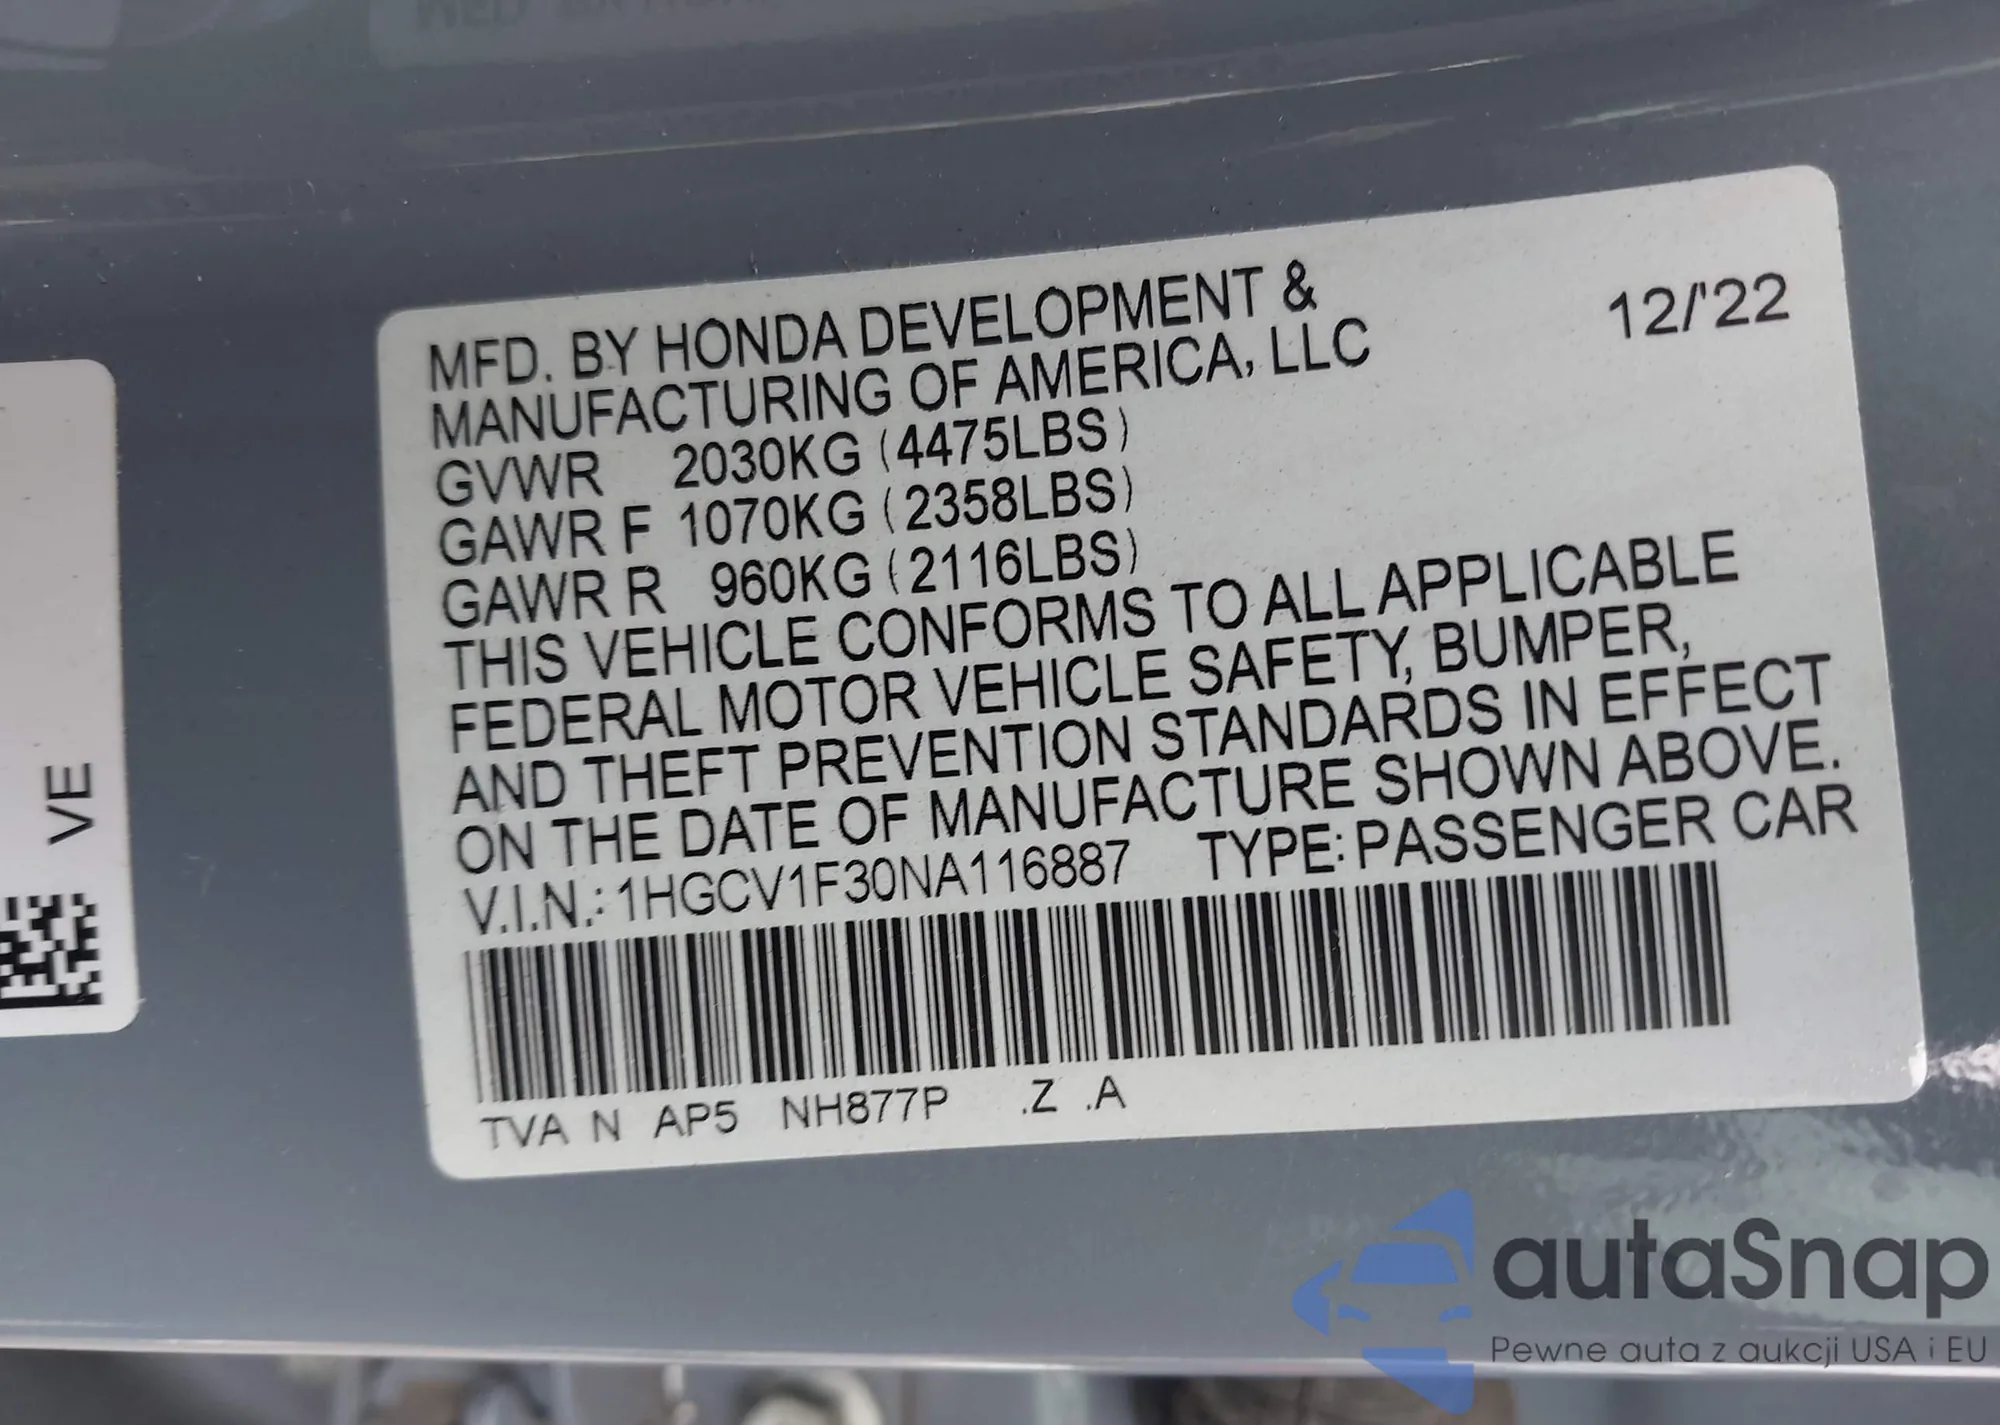 MFD. BY HONDA DEVELOPMENT &
MANUFACTURING OF AMERICA, LLC
12/'22
GVWR 2030KG (4475LBS)
GAWR F 1070KG (2358LBS)
GAWR R 960KG (2116LBS)
THIS VEHICLE CONFORMS TO ALL APPLICABLE
FEDERAL MOTOR VEHICLE SAFETY, BUMPER,
AND THEFT PREVENTION STANDARDS IN EFFECT
ON THE DATE OF MANUFACTURE SHOWN ABOVE.
V.I.N.: 1HGCV1F30NA116887 TYPE: PASSENGER CAR
TVA N AP5 NH877P .Z .A
VE
autaSnap
Pewne auta z aukcji USA i EU